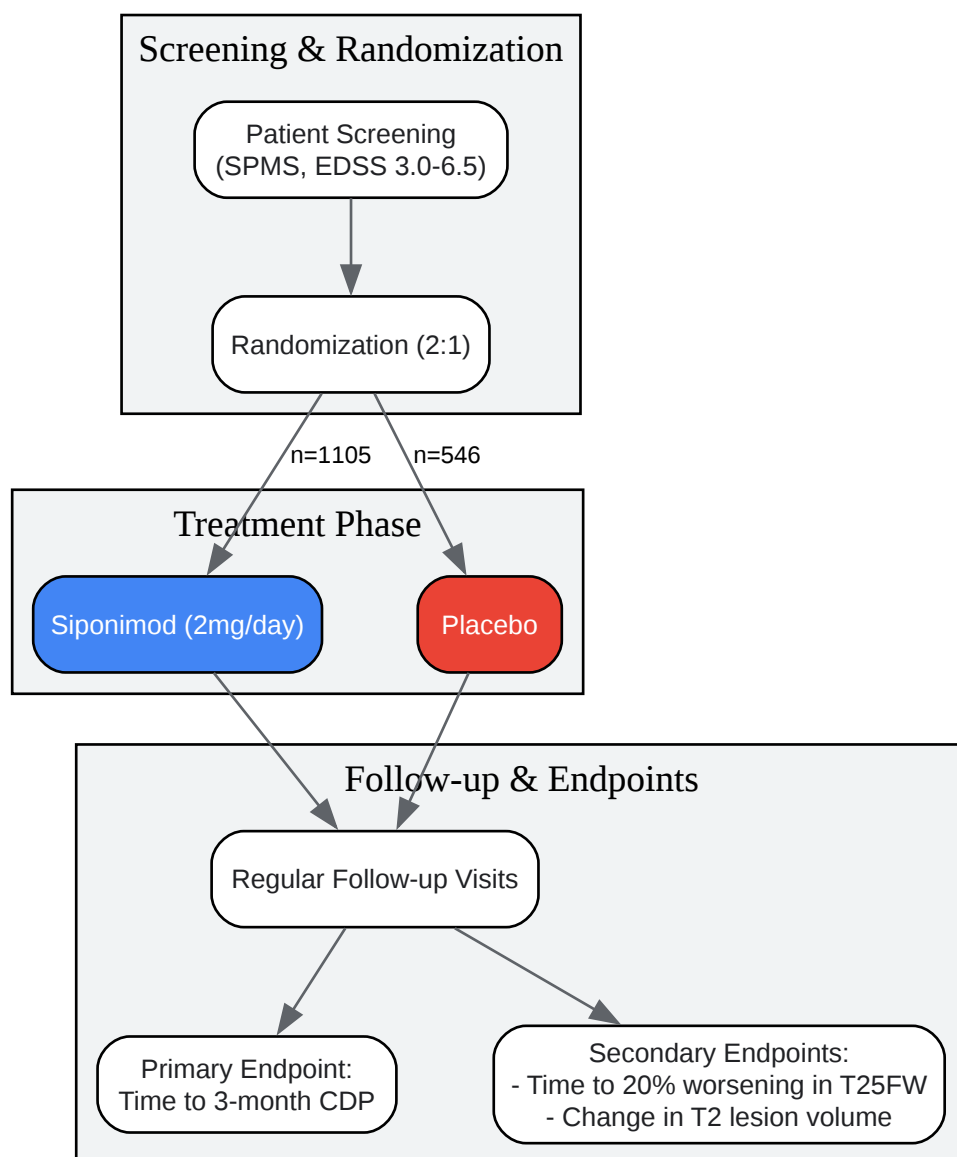 Screening & Randomization
Patient Screening
(SPMS, EDSS 3.0-6.5)
Randomization (2:1)
n=1105
n=546
Treatment Phase
Siponimod (2mg/day)
Placebo
Follow-up & Endpoints
Regular Follow-up Visits
Primary Endpoint:
Time to 3-month CDP
Secondary Endpoints:
- Time to 20% worsening in T25FW
- Change in T2 lesion volume